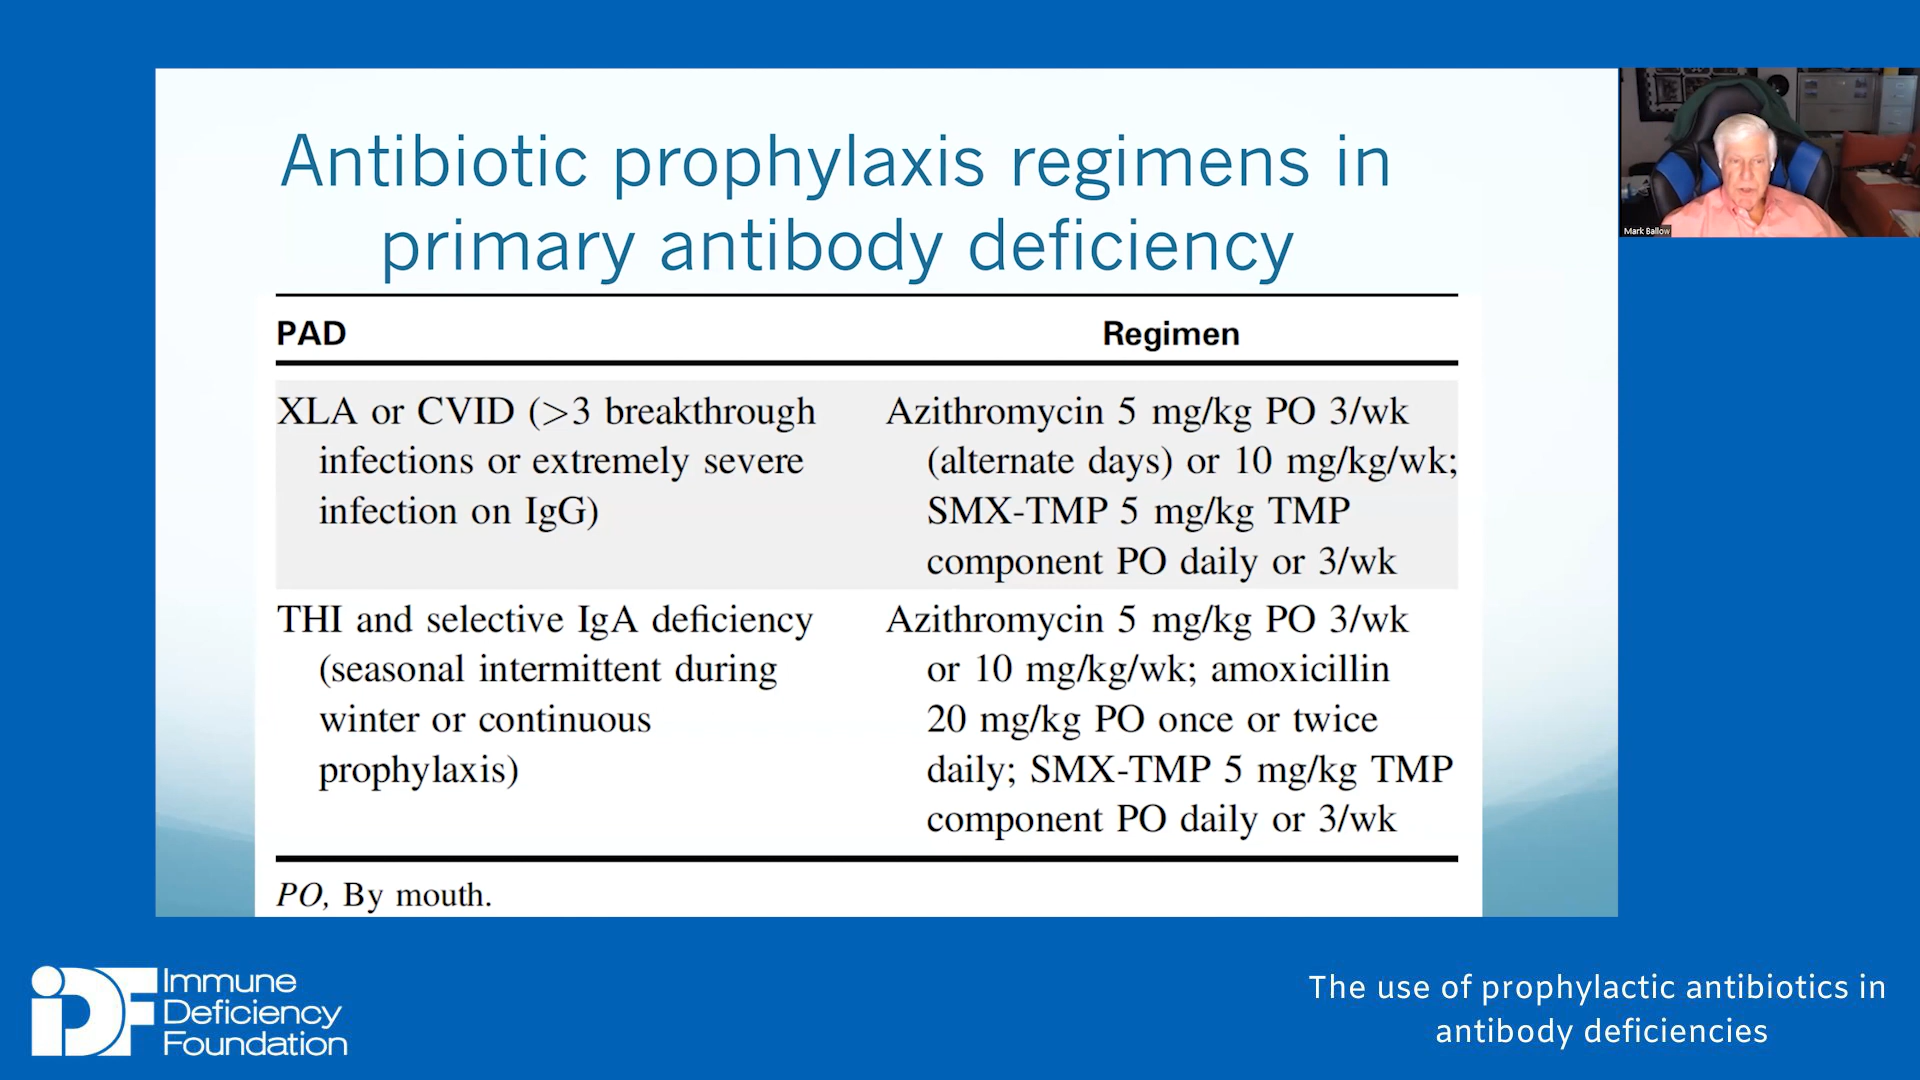 Antibiotic prophylaxis regimens in
primary antibody deficiency
PAD
Regimen
XLA or CVID (>3 breakthrough
infections or extremely severe
infection on IgG)
Azithromycin 5 mg/kg PO 3/wk
(alternate days) or 10 mg/kg/wk;
SMX-TMP 5 mg/kg TMP
component PO daily or 3/wk
THI and selective IgA deficiency
(seasonal intermittent during
winter or continuous
prophylaxis)
Azithromycin 5 mg/kg PO 3/wk
or 10 mg/kg/wk; amoxicillin
20 mg/kg PO once or twice
daily; SMX-TMP 5 mg/kg TMP
component PO daily or 3/wk
PO, By mouth.
Mark Ballow
iDF
Immune
Deficiency
Foundation
The use of prophylactic antibiotics in
antibody deficiencies